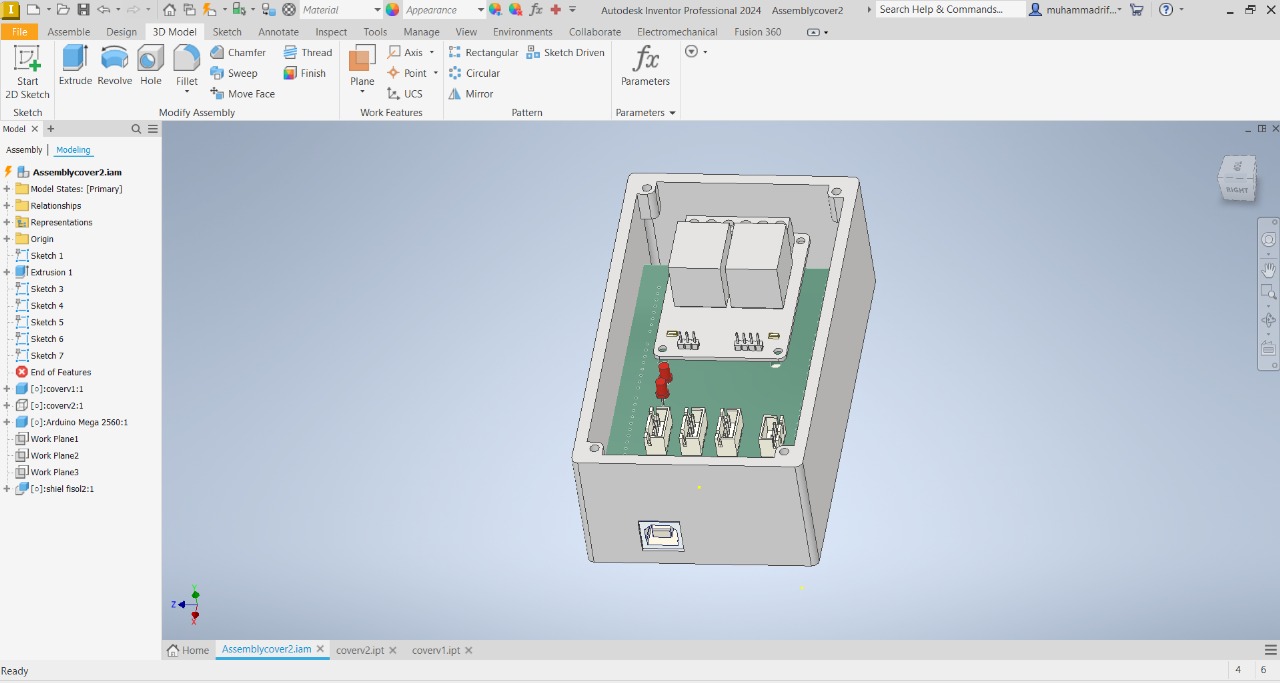 Material
Appearance
fx
Autodesk Inventor Professional 2024
Assemblycover2
Search Help & Commands...
muhammadrif...
File
Assemble
Design
3D Model
Sketch
Annotate
Inspect
Tools
Manage
View
Environments
Collaborate
Electromechanical
Fusion 360
Start
2D Sketch
Extrude
Revolve
Hole
Fillet
Chamfer
Sweep
Move Face
Thread
Finish
Plane
Axis
Point
UCS
Rectangular
Circular
Mirror
Sketch Driven
fx
Parameters
Sketch
Modify Assembly
Work Features
Pattern
Parameters
Model
Assembly
Modeling
Assemblycover2.iam
Model States: [Primary]
Relationships
Representations
Origin
Sketch 1
Extrusion 1
Sketch 3
Sketch 4
Sketch 5
Sketch 6
Sketch 7
End of Features
[o]:coverv1:1
[o]:coverv2:1
[o]:Arduino Mega 2560:1
Work Plane1
Work Plane2
Work Plane3
[o]:shiel fisol2:1
RIGHT
Y
Z
X
Home
Assemblycover2.iam
coverv2.ipt
coverv1.ipt
Ready
4
6